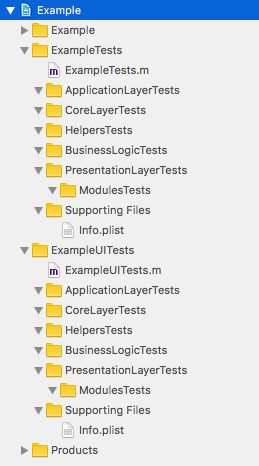 Example
Example
ExampleTests
m ExampleTests.m
ApplicationLayerTests
CoreLayerTests
HelpersTests
BusinessLogicTests
PresentationLayerTests
ModulesTests
Supporting Files
Info.plist
ExampleUITests
m ExampleUITests.m
ApplicationLayerTests
CoreLayerTests
HelpersTests
BusinessLogicTests
PresentationLayerTests
ModulesTests
Supporting Files
Info.plist
Products